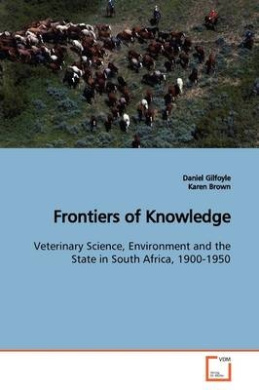 Daniel Gilfoyle
Karen Brown
Frontiers of Knowledge
Veterinary Science, Environment and the
State in South Africa, 1900-1950
VDM